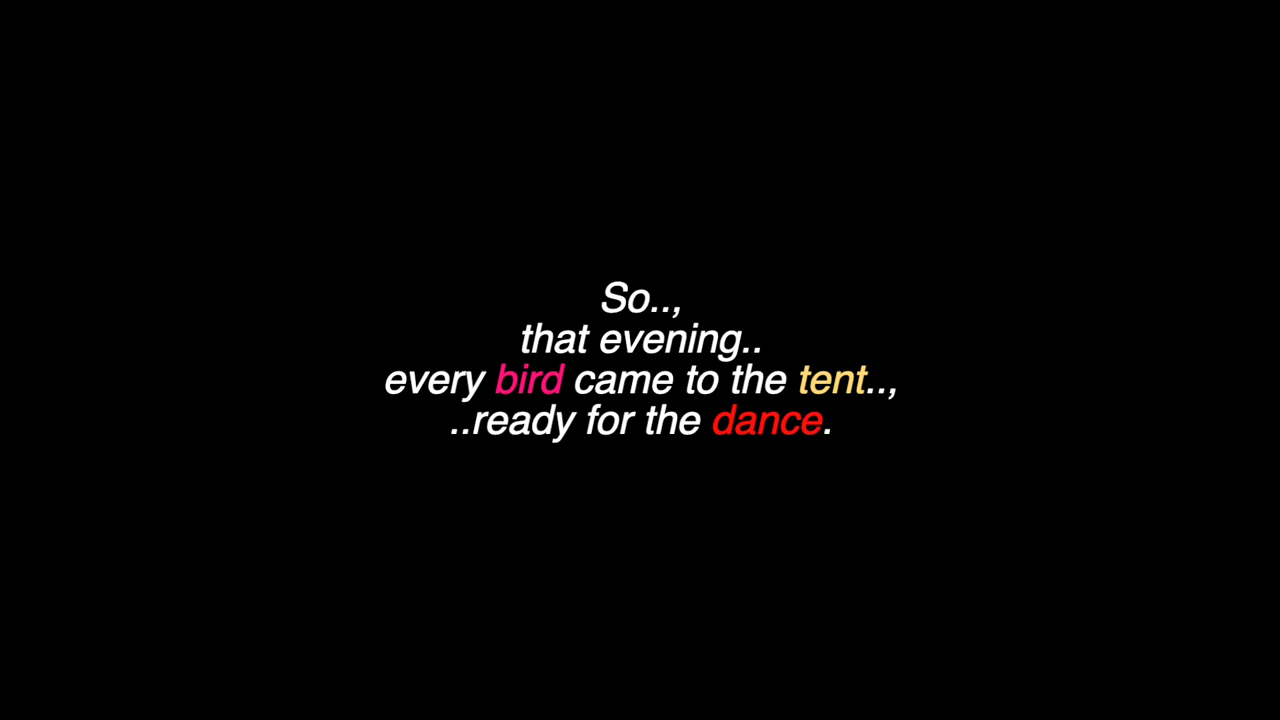 So..,
that evening..
every bird came to the tent..,
..ready for the dance.